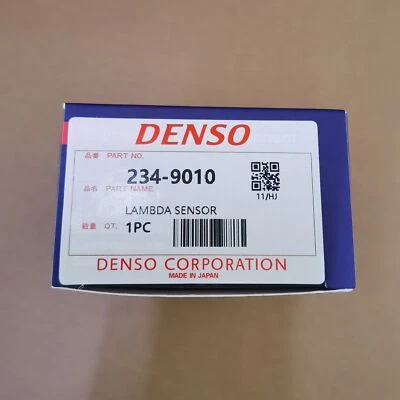 DENSO
品番 PART NO.
234-9010
品名 PART NAME
LAMBDA SENSOR
11/HJ
数量 QT. 1PC
DENSO CORPORATION
MADE IN JAPAN